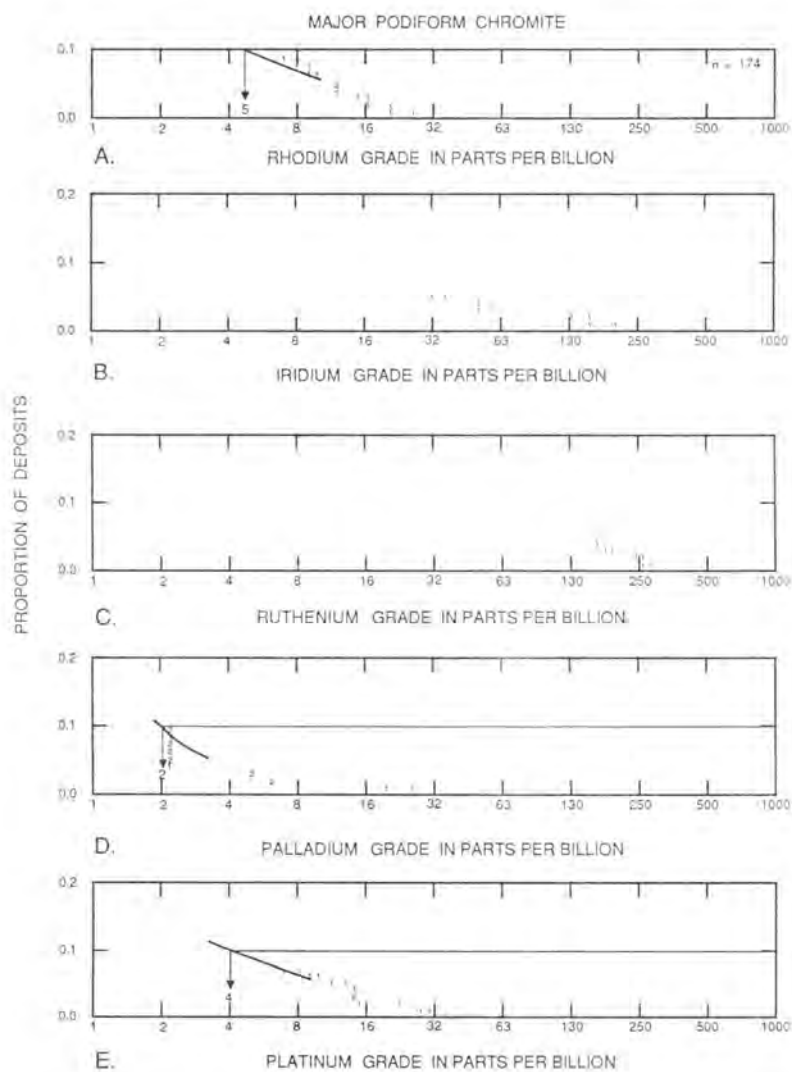 MAJOR PODIFORM CHROMITE
0.1
n = 174
5
0.0
1 2 4 8 16 32 63 130 250 500 1000
A. RHODIUM GRADE IN PARTS PER BILLION
0.2
0.1
0.0
1 2 4 8 16 32 63 130 250 500 1000
B. IRIDIUM GRADE IN PARTS PER BILLION
PROPORTION OF DEPOSITS
0.2
0.1
0.0
1 2 4 8 16 32 63 130 250 500 1000
C. RUTHENIUM GRADE IN PARTS PER BILLION
0.2
0.1
2
0.0
1 2 4 8 16 32 63 130 250 500 1000
D. PALLADIUM GRADE IN PARTS PER BILLION
0.2
0.1
4
0.0
1 2 4 8 16 32 63 130 250 500 1000
E. PLATINUM GRADE IN PARTS PER BILLION